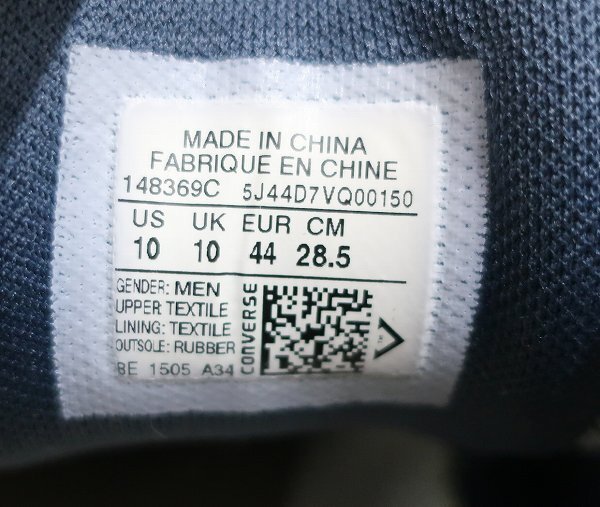 MADE IN CHINA
FABRIQUE EN CHINE
148369C 5J44D7VQ00150
US UK EUR CM
10 10 44 28.5
GENDER: MEN
UPPER TEXTILE
LINING: TEXTILE
OUTSOLE: RUBBER
BE 1505 A34
CONVERSE